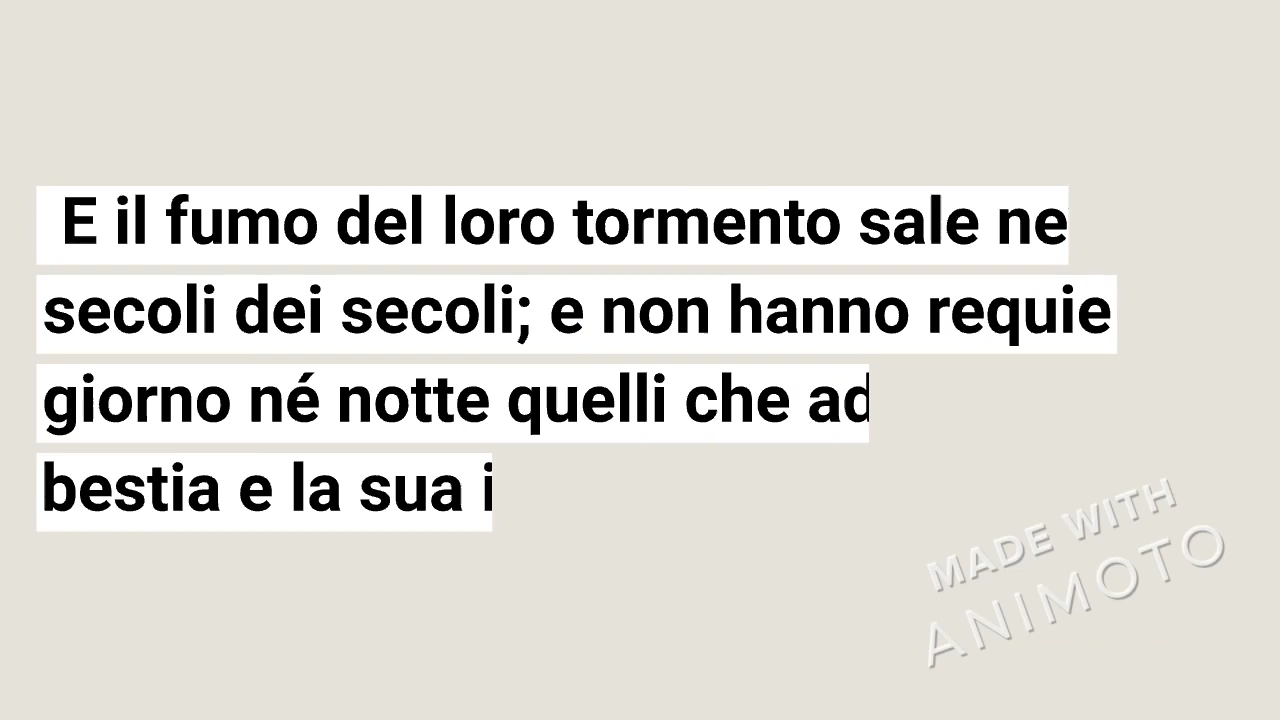 E il fumo del loro tormento sale ne
secoli dei secoli; e non hanno requie
giorno né notte quelli che ad
bestia e la sua i
MADE WITH
ANIMOTO